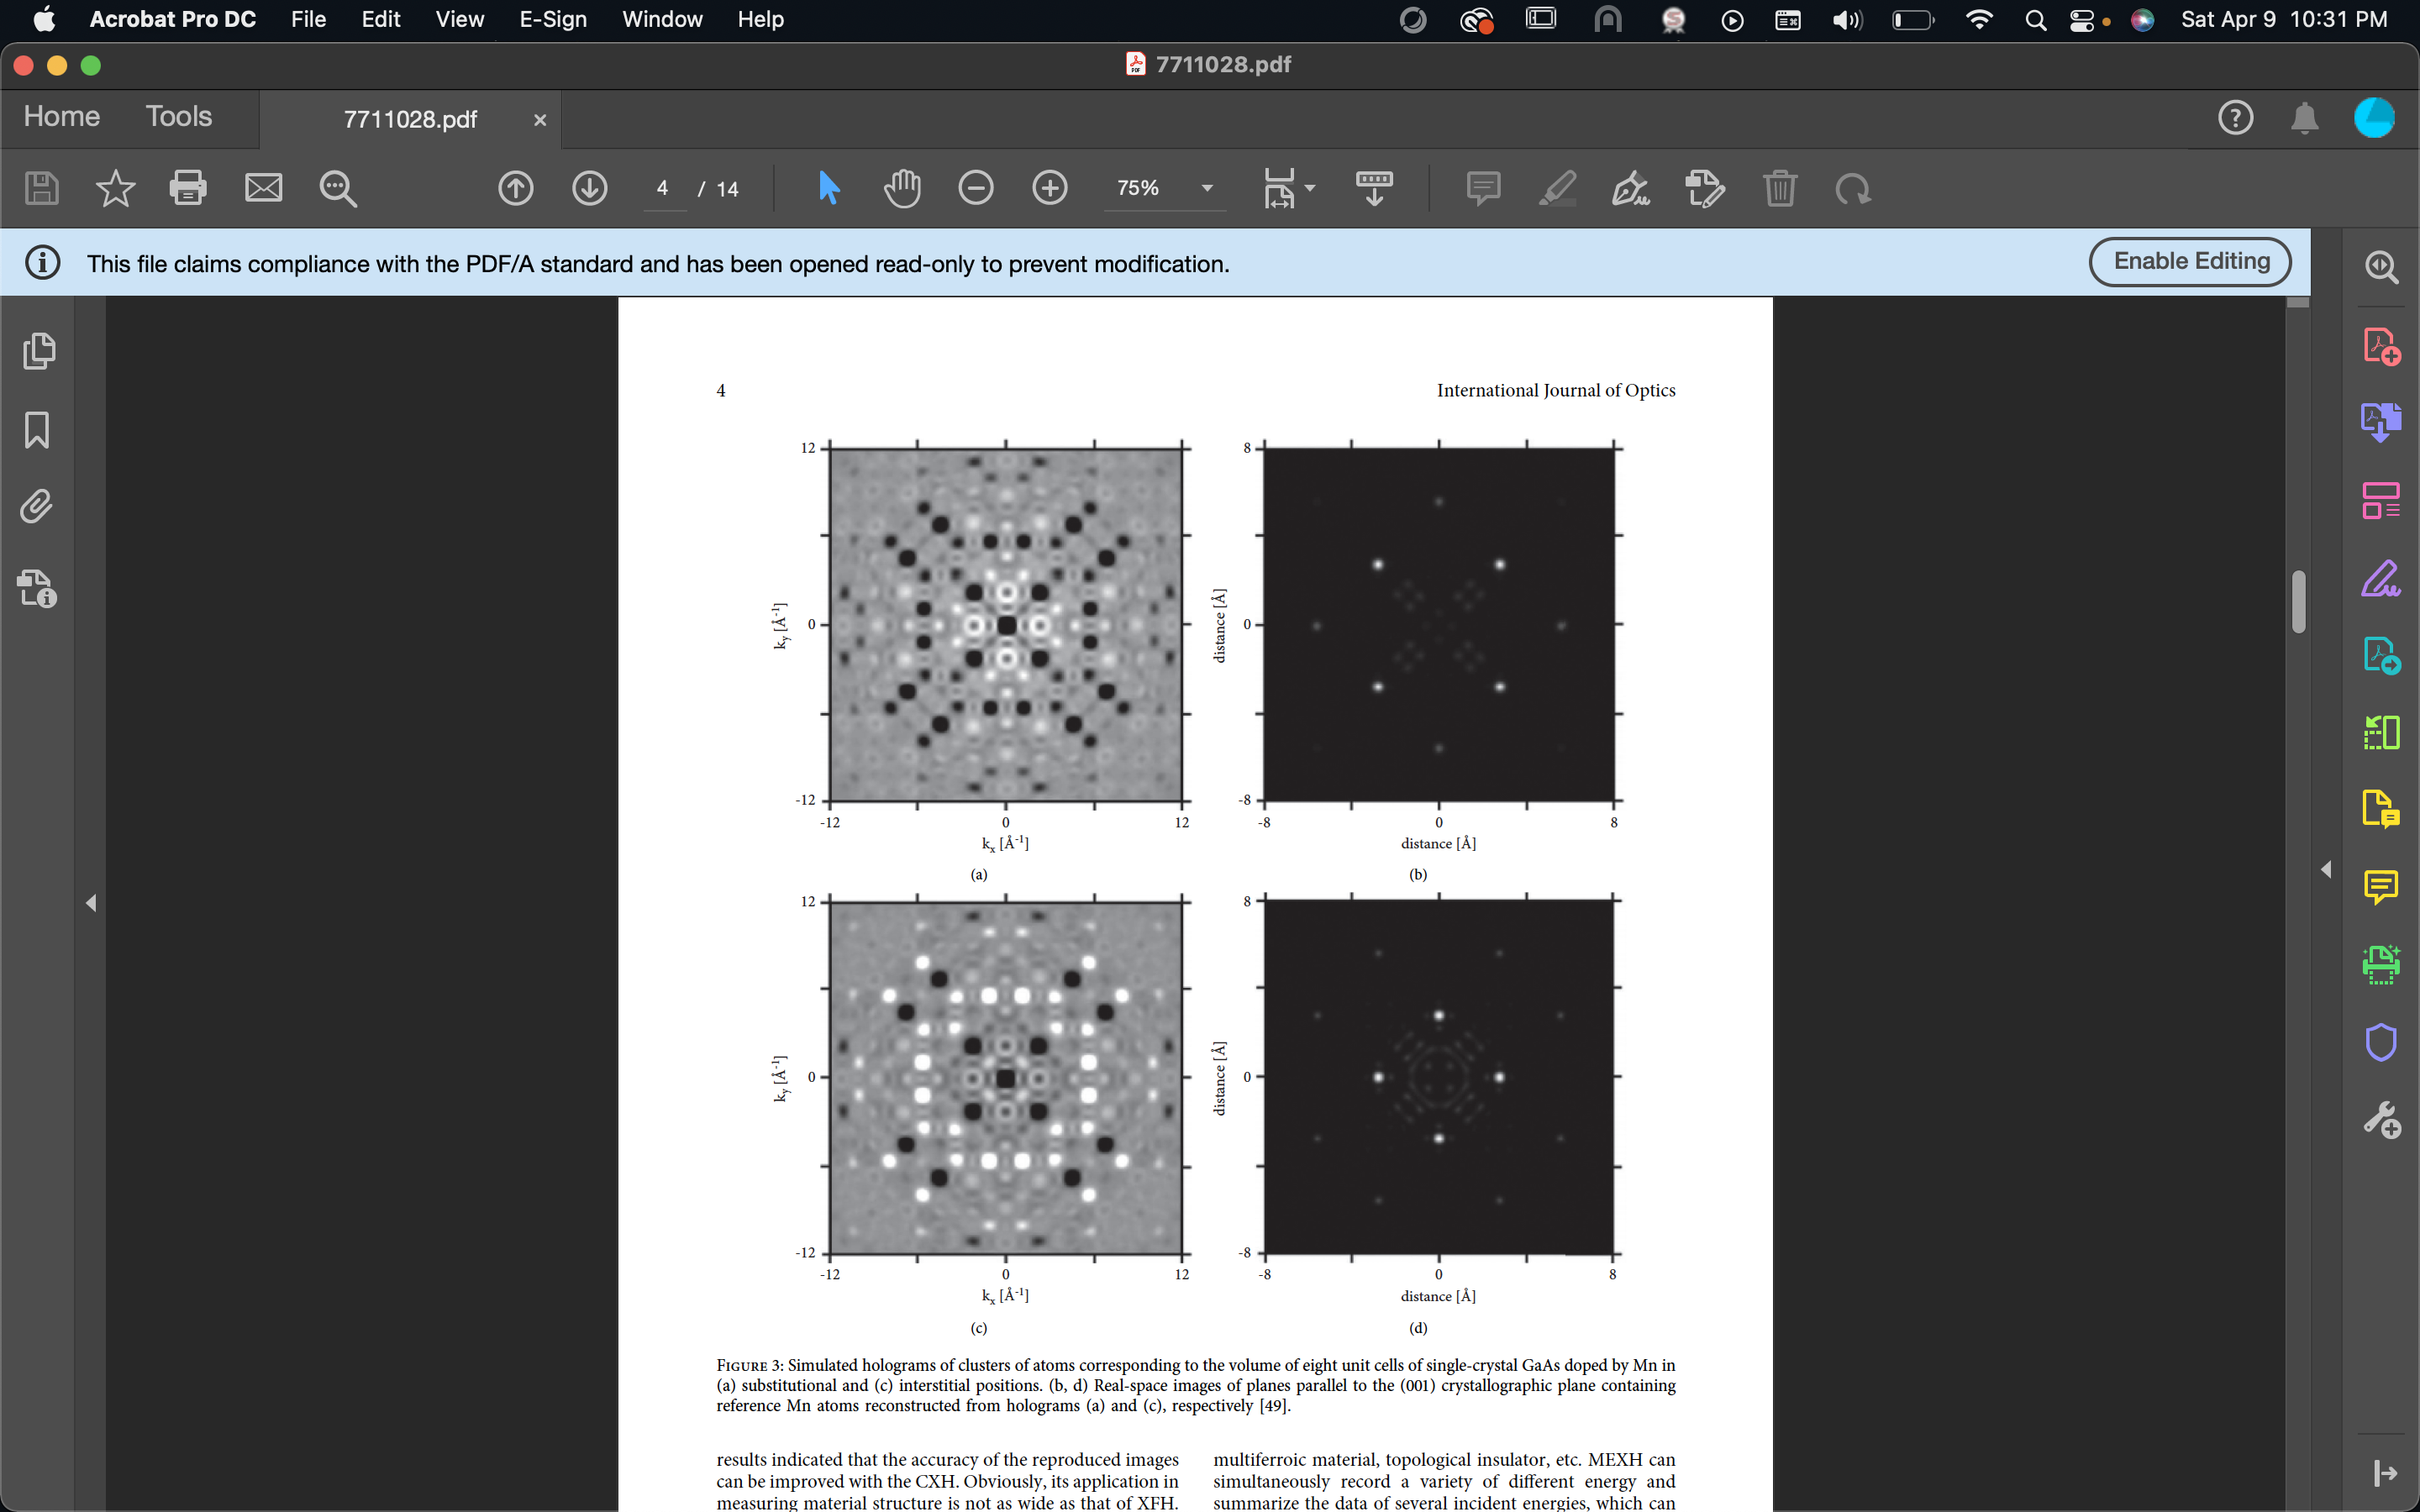 Acrobat Pro DC File Edit View E-Sign Window Help Sat Apr 9 10:31 PM
7711028.pdf
Home Tools 7711028.pdf
4 / 14 75%
This file claims compliance with the PDF/A standard and has been opened read-only to prevent modification. Enable Editing
4 International Journal of Optics
12
ky [Å-1]
0
-12
-12 0 12
kx [Å-1]
(a)
8
distance [Å]
0
-8
-8 0 8
distance [Å]
(b)
12
ky [Å-1]
0
-12
-12 0 12
kx [Å-1]
(c)
8
distance [Å]
0
-8
-8 0 8
distance [Å]
(d)
FIGURE 3: Simulated holograms of clusters of atoms corresponding to the volume of eight unit cells of single-crystal GaAs doped by Mn in
(a) substitutional and (c) interstitial positions. (b, d) Real-space images of planes parallel to the (001) crystallographic plane containing
reference Mn atoms reconstructed from holograms (a) and (c), respectively [49].
results indicated that the accuracy of the reproduced images
can be improved with the CXH. Obviously, its application in
measuring material structure is not as wide as that of XFH.
multiferroic material, topological insulator, etc. MEXH can
simultaneously record a variety of different energy and
summarize the data of several incident energies, which can